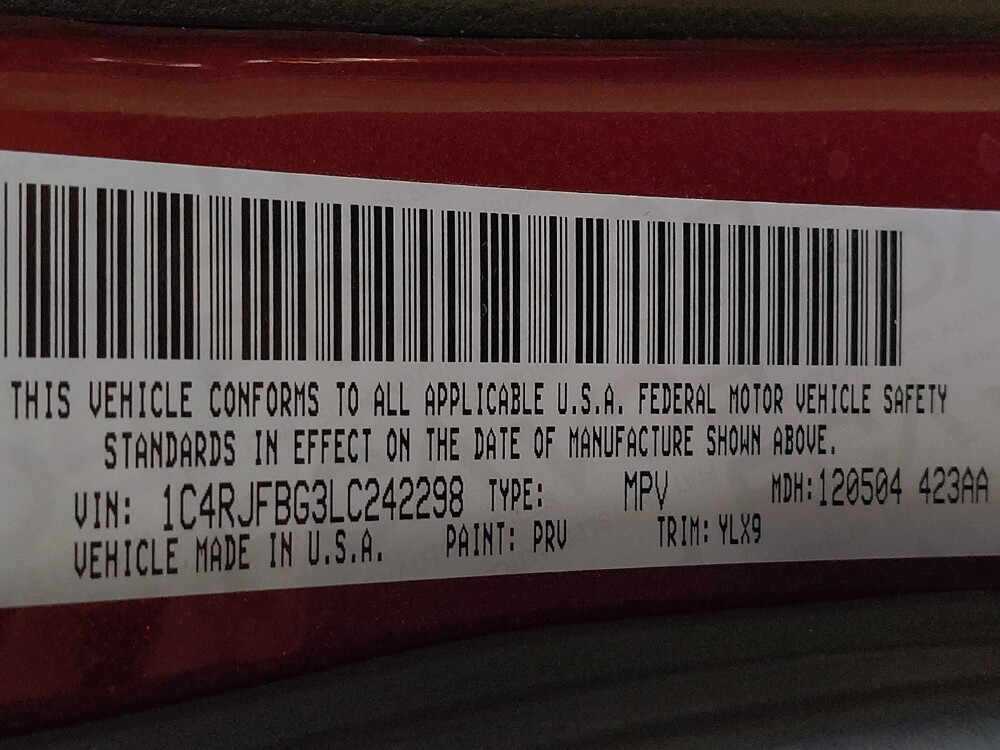 THIS VEHICLE CONFORMS TO ALL APPLICABLE U.S.A. FEDERAL MOTOR VEHICLE SAFETY
STANDARDS IN EFFECT ON THE DATE OF MANUFACTURE SHOWN ABOVE.
VIN: 1C4RJFBG3LC242298 TYPE: MPV MDH:120504 423AA
VEHICLE MADE IN U.S.A. PAINT: PRV TRIM: YLX9